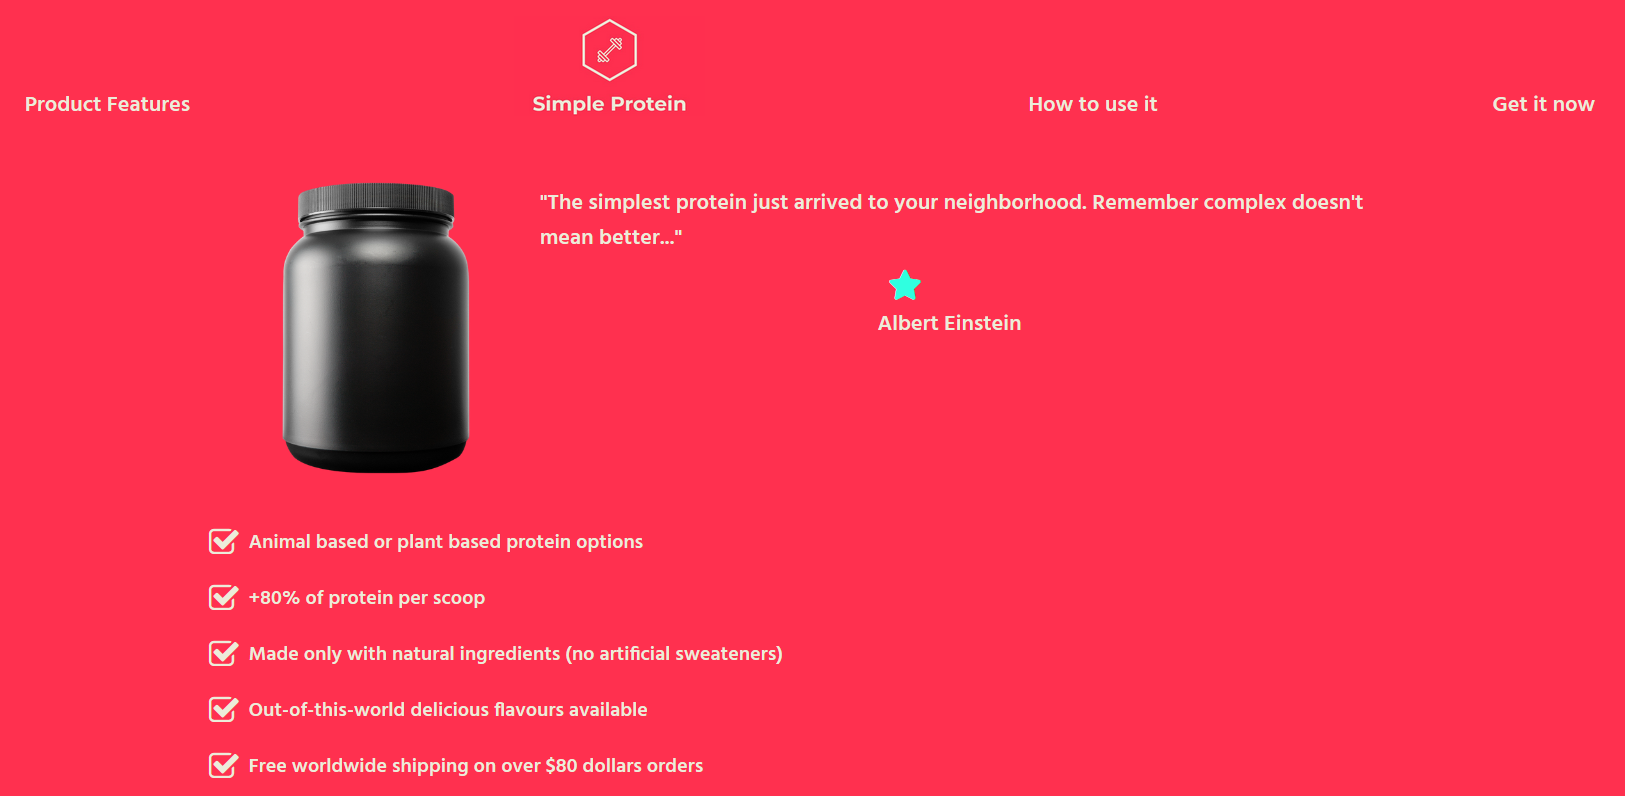 Product Features
Simple Protein
How to use it
Get it now
"The simplest protein just arrived to your neighborhood. Remember complex doesn't
mean better..."
Albert Einstein
Animal based or plant based protein options
+80% of protein per scoop
Made only with natural ingredients (no artificial sweateners)
Out-of-this-world delicious flavours available
Free worldwide shipping on over $80 dollars orders